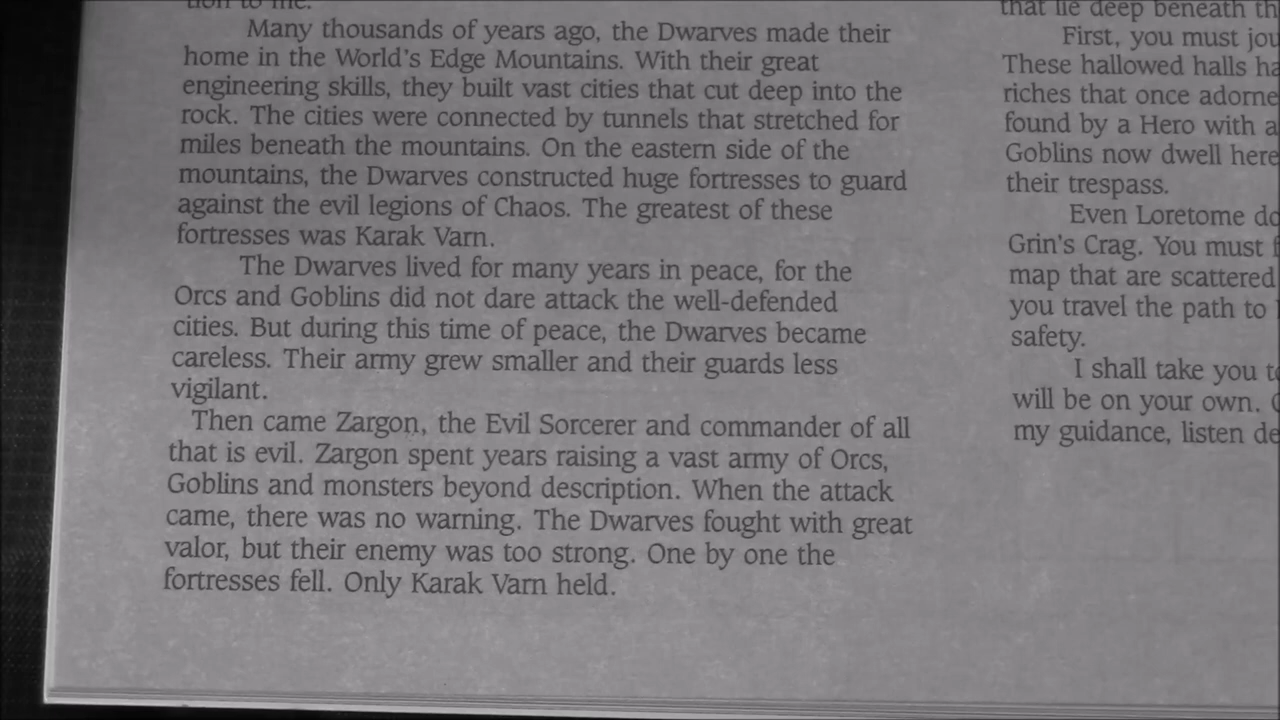 tion to me.
Many thousands of years ago, the Dwarves made their
home in the World's Edge Mountains. With their great
engineering skills, they built vast cities that cut deep into the
rock. The cities were connected by tunnels that stretched for
miles beneath the mountains. On the eastern side of the
mountains, the Dwarves constructed huge fortresses to guard
against the evil legions of Chaos. The greatest of these
fortresses was Karak Varn.
The Dwarves lived for many years in peace, for the
Orcs and Goblins did not dare attack the well-defended
cities. But during this time of peace, the Dwarves became
careless. Their army grew smaller and their guards less
vigilant.
Then came Zargon, the Evil Sorcerer and commander of all
that is evil. Zargon spent years raising a vast army of Orcs,
Goblins and monsters beyond description. When the attack
came, there was no warning. The Dwarves fought with great
valor, but their enemy was too strong. One by one the
fortresses fell. Only Karak Varn held.
that lie deep beneath
First, you must
These hallowed halls
riches that once
found by a Hero with
Goblins now dwell here
their trespass.
Even Loretome
Grin's Crag. You must
map that are scattered
you travel the path to
safety.
I shall take you
will be on your own.
my guidance, listen